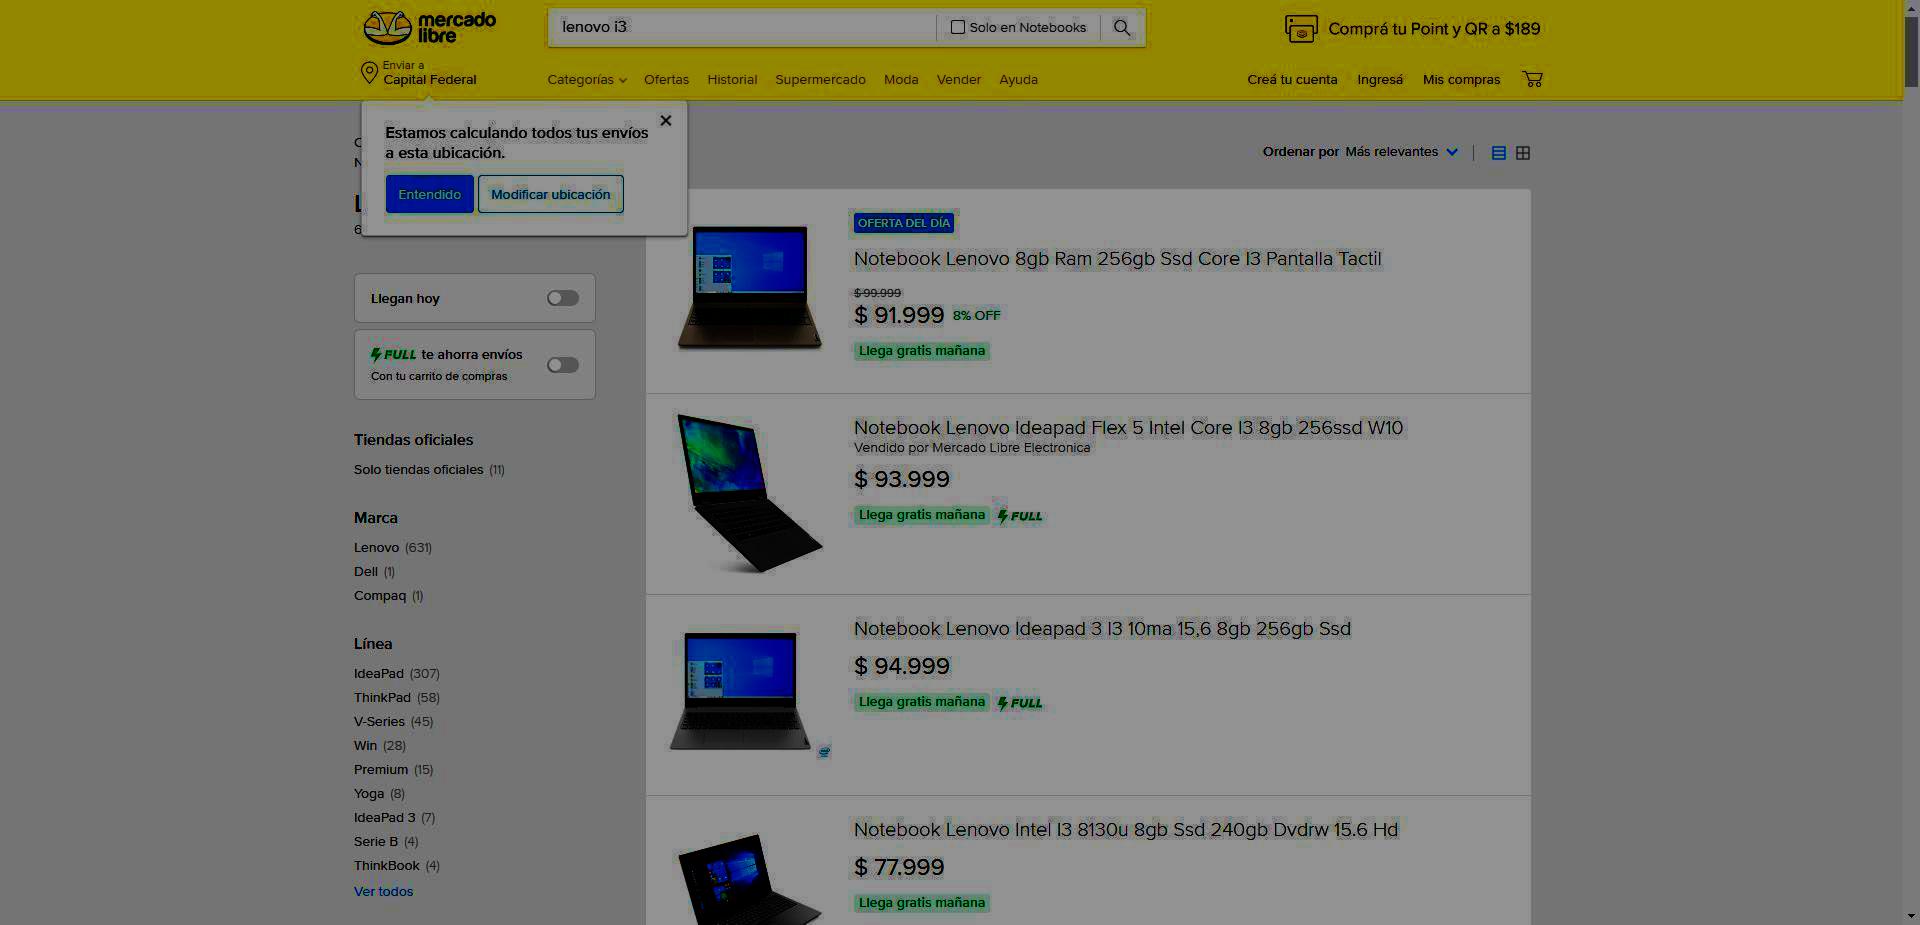 mercado
libre
lenovo i3
Solo en Notebooks
Comprá tu Point y QR a $189
Enviar a
Capital Federal
Categorías
Ofertas
Historial
Supermercado
Moda
Vender
Ayuda
Creá tu cuenta
Ingresá
Mis compras
Estamos calculando todos tus envíos
a esta ubicación.
Entendido
Modificar ubicación
Ordenar por Más relevantes
Llegan hoy
FULL te ahorra envíos
Con tu carrito de compras
Tiendas oficiales
Solo tiendas oficiales (11)
Marca
Lenovo (631)
Dell (1)
Compaq (1)
Línea
IdeaPad (307)
ThinkPad (58)
V-Series (45)
Win (28)
Premium (15)
Yoga (8)
IdeaPad 3 (7)
Serie B (4)
ThinkBook (4)
Ver todos
OFERTA DEL DÍA
Notebook Lenovo 8gb Ram 256gb Ssd Core I3 Pantalla Tactil
$ 99.999
$ 91.999 8% OFF
Llega gratis mañana
Notebook Lenovo Ideapad Flex 5 Intel Core I3 8gb 256ssd W10
Vendido por Mercado Libre Electronica
$ 93.999
Llega gratis mañana FULL
Notebook Lenovo Ideapad 3 I3 10ma 15,6 8gb 256gb Ssd
$ 94.999
Llega gratis mañana FULL
Notebook Lenovo Intel I3 8130u 8gb Ssd 240gb Dvdrw 15.6 Hd
$ 77.999
Llega gratis mañana